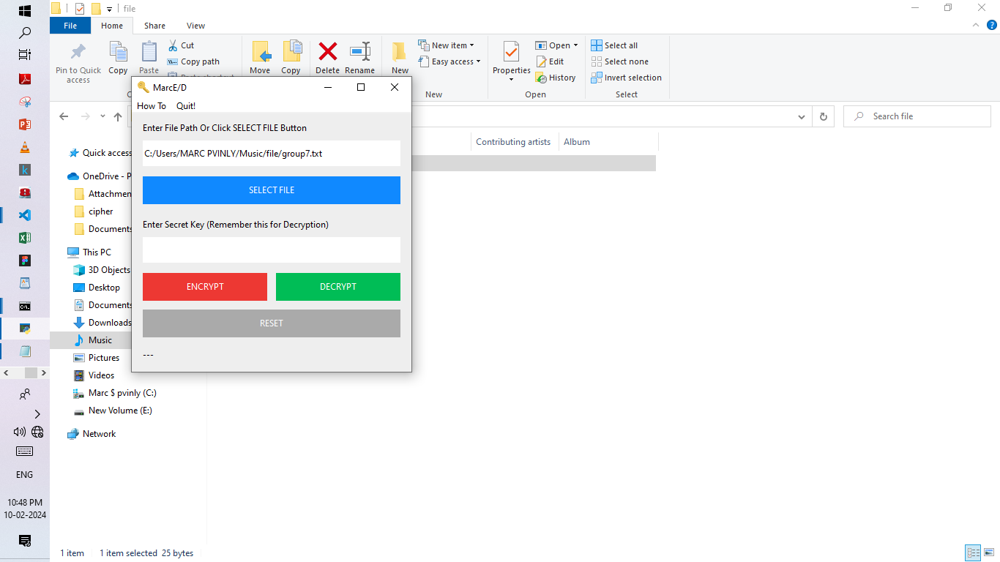 file
File Home Share View
Pin to Quick
access
Copy
Paste
Cut
Copy path
Move
Copy
Delete
Rename
New
New item
Easy access
New
Properties
Open
Edit
History
Open
Select all
Select none
Invert selection
Select
MarcE/D
How To Quit!
Enter File Path Or Click SELECT FILE Button
C:/Users/MARC PVINLY/Music/file/group7.txt
SELECT FILE
Enter Secret Key (Remember this for Decryption)
ENCRYPT DECRYPT
RESET
---
Search file
Contributing artists Album
Quick access
OneDrive - P
Attachmen
cipher
Documents
This PC
3D Objects
Desktop
Documents
Downloads
Music
Pictures
Videos
Marc $ pvinly (C:)
New Volume (E:)
Network
1 item 1 item selected 25 bytes
ENG
10:48 PM
10-02-2024